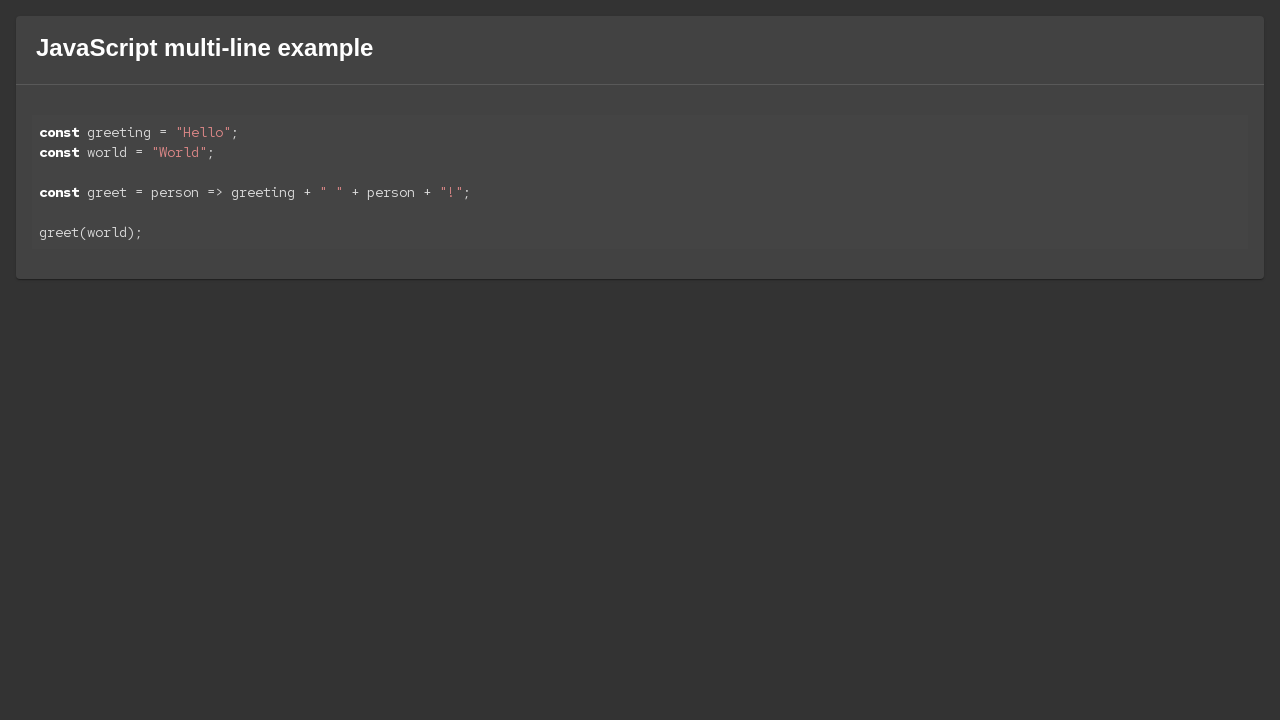 JavaScript multi-line example
const greeting = "Hello";
const world = "World";
const greet = person => greeting + " " + person + "!";
greet(world);